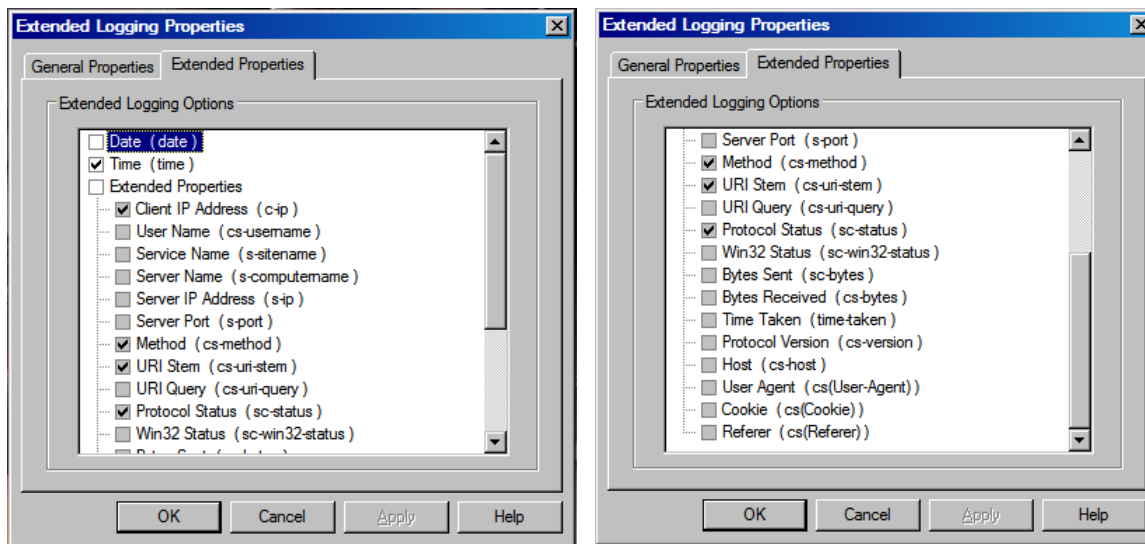 Extended Logging Properties
General Properties
Extended Properties
Extended Logging Options
Date ( date )
Time ( time )
Extended Properties
Client IP Address ( c-ip )
User Name ( cs-username )
Service Name ( s-sitename )
Server Name ( s-computername )
Server IP Address ( s-ip )
Server Port ( s-port )
Method ( cs-method )
URI Stem ( cs-uri-stem )
URI Query ( cs-uri-query )
Protocol Status ( sc-status )
Win32 Status ( sc-win32-status )
OK
Cancel
Apply
Help
Extended Logging Properties
General Properties
Extended Properties
Extended Logging Options
Server Port ( s-port )
Method ( cs-method )
URI Stem ( cs-uri-stem )
URI Query ( cs-uri-query )
Protocol Status ( sc-status )
Win32 Status ( sc-win32-status )
Bytes Sent ( sc-bytes )
Bytes Received ( cs-bytes )
Time Taken ( time-taken )
Protocol Version ( cs-version )
Host ( cs-host )
User Agent ( cs(User-Agent) )
Cookie ( cs(Cookie) )
Referer ( cs(Referer) )
OK
Cancel
Apply
Help